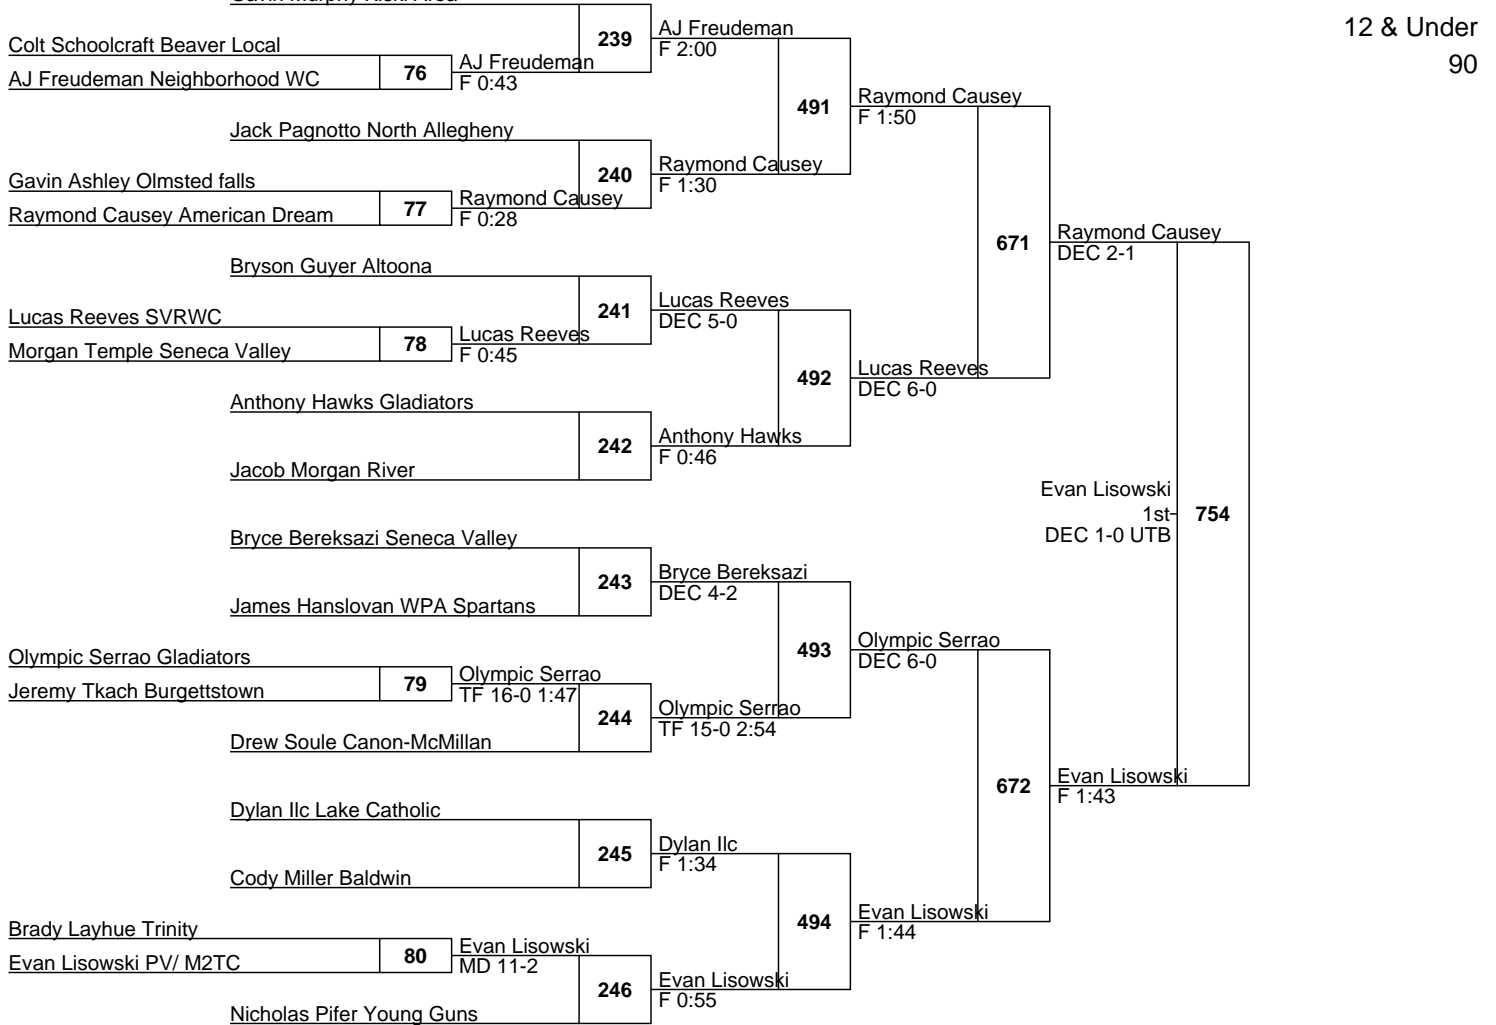 12 & Under
90
239
AJ Freudeman
F 2:00
Colt Schoolcraft Beaver Local
AJ Freudeman Neighborhood WC
76
AJ Freudeman
F 0:43
491
Raymond Causey
F 1:50
Jack Pagnotto North Allegheny
240
Raymond Causey
F 1:30
Gavin Ashley Olmsted falls
Raymond Causey American Dream
77
Raymond Causey
F 0:28
671
Raymond Causey
DEC 2-1
Bryson Guyer Altoona
241
Lucas Reeves
DEC 5-0
Lucas Reeves SVRWC
Morgan Temple Seneca Valley
78
Lucas Reeves
F 0:45
492
Lucas Reeves
DEC 6-0
Anthony Hawks Gladiators
242
Anthony Hawks
F 0:46
Jacob Morgan River
Evan Lisowski
1st
DEC 1-0 UTB
754
Bryce Bereksazi Seneca Valley
243
Bryce Bereksazi
DEC 4-2
James Hanslovan WPA Spartans
493
Olympic Serrao
DEC 6-0
Olympic Serrao Gladiators
Jeremy Tkach Burgettstown
79
Olympic Serrao
TF 16-0 1:47
244
Olympic Serrao
TF 15-0 2:54
Drew Soule Canon-McMillan
672
Evan Lisowski
F 1:43
Dylan Ilc Lake Catholic
245
Dylan Ilc
F 1:34
Cody Miller Baldwin
494
Evan Lisowski
F 1:44
Brady Layhue Trinity
Evan Lisowski PV/ M2TC
80
Evan Lisowski
MD 11-2
246
Evan Lisowski
F 0:55
Nicholas Pifer Young Guns